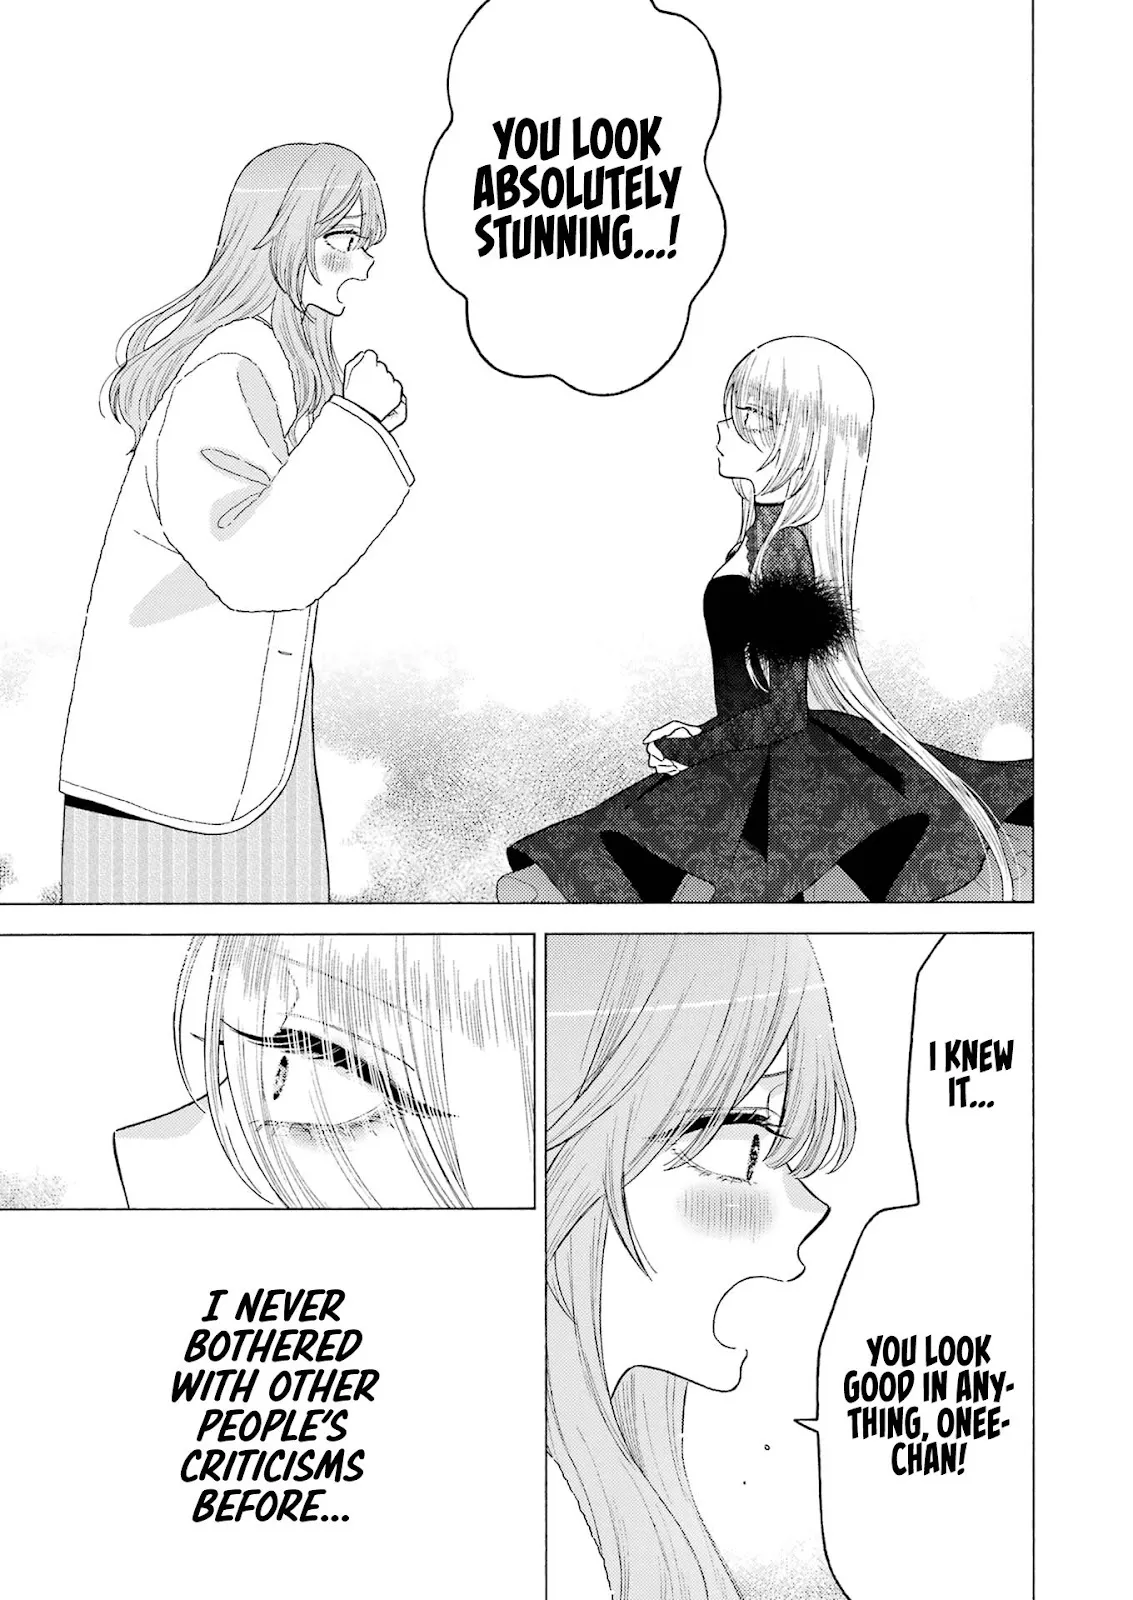 YOU LOOK
ABSOLUTELY
STUNNING...!
I KNEW
IT...
YOU LOOK
GOOD IN ANY-
THING, ONEE-
CHAN!
I NEVER
BOTHERED
WITH OTHER
PEOPLE'S
CRITICISMS
BEFORE...